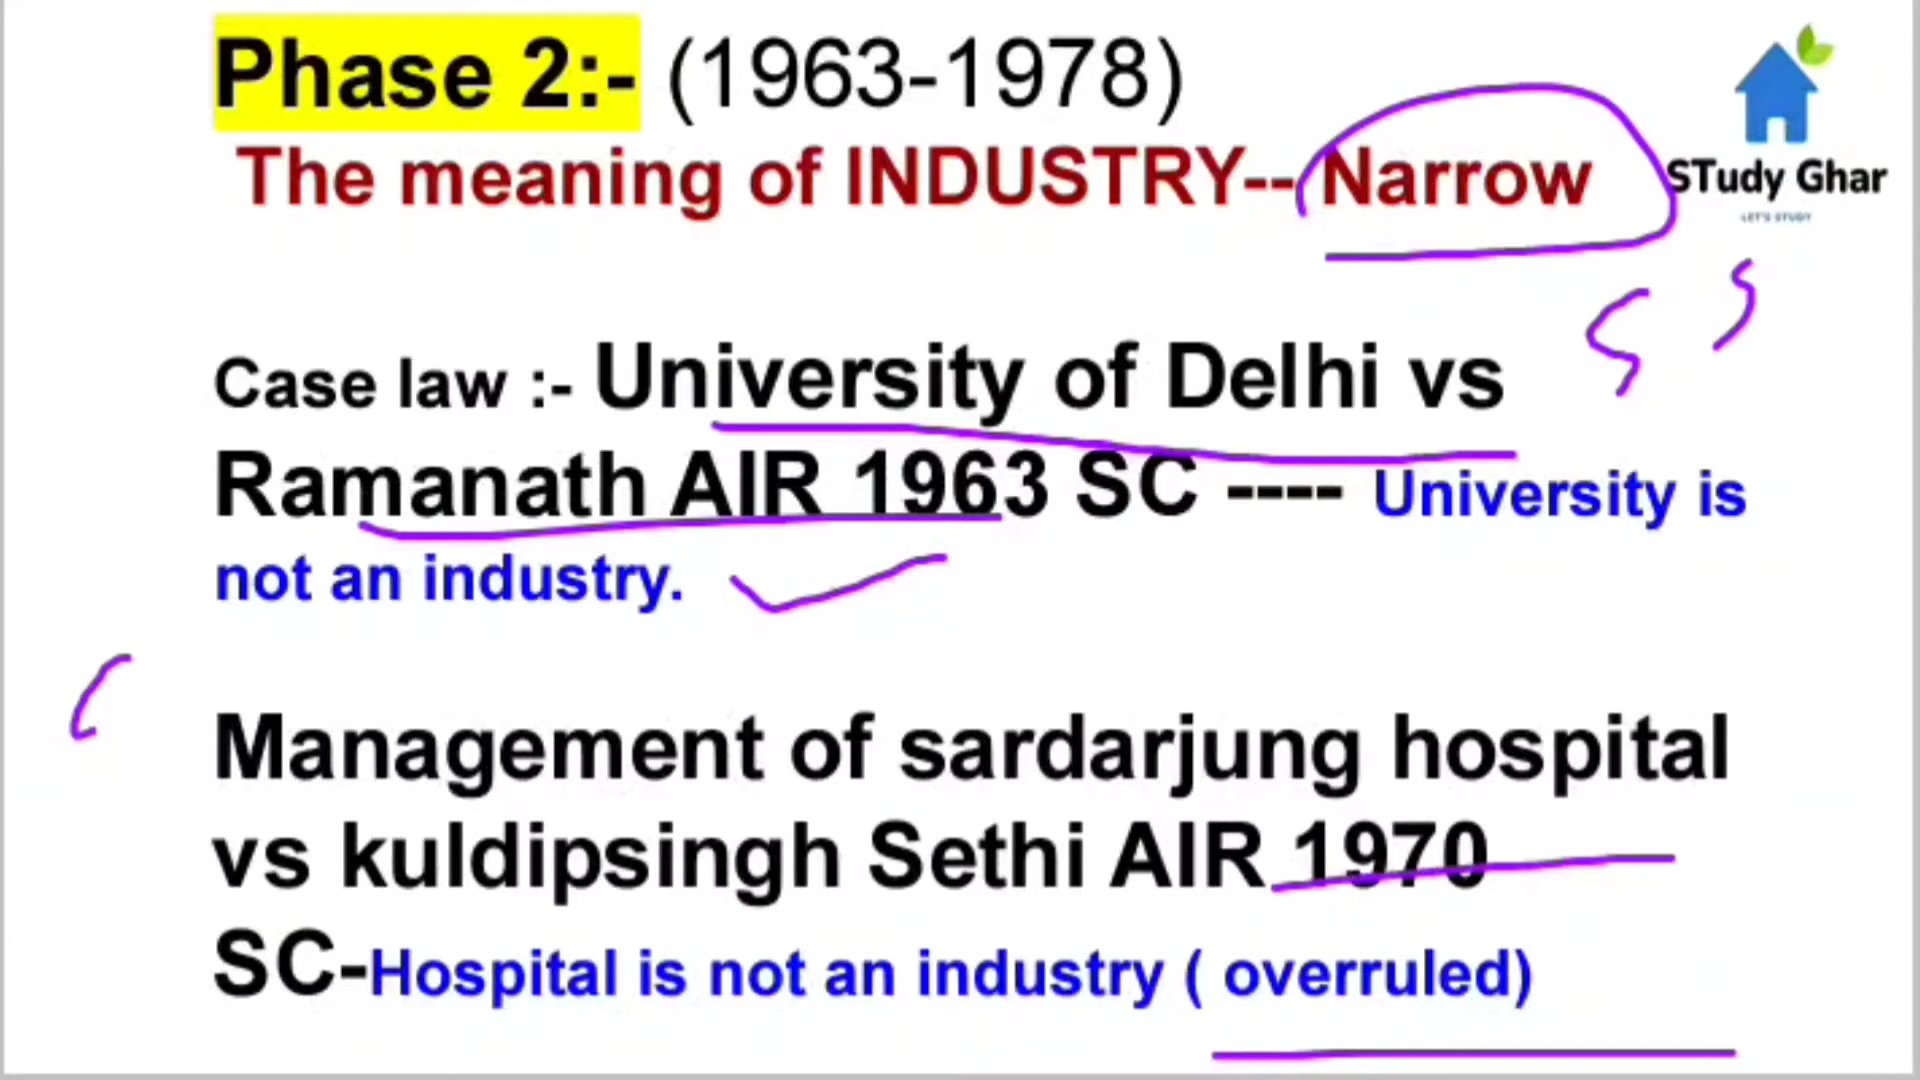 Phase 2:- (1963-1978)
The meaning of INDUSTRY-- Narrow
STudy Ghar
LET'S STUDY
Case law :- University of Delhi vs
Ramanath AIR 1963 SC ---- University is
not an industry.
Management of sardarjung hospital
vs kuldipsingh Sethi AIR 1970
SC-Hospital is not an industry ( overruled)